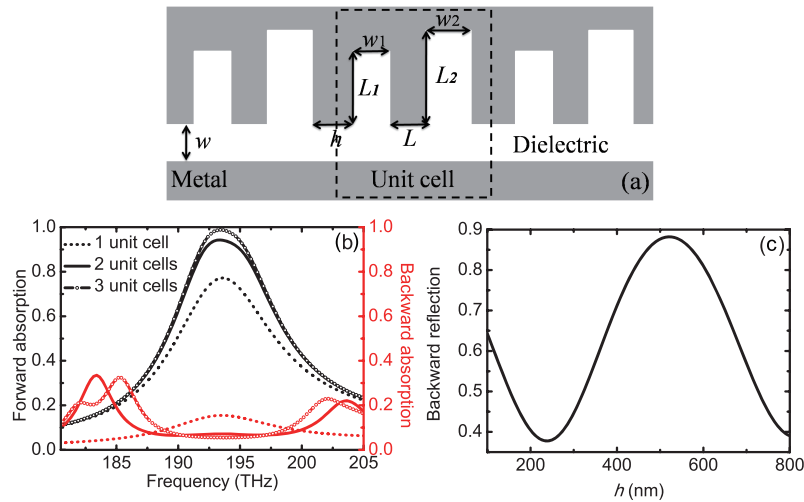 w1
w2
L1
L2
w
h
L
Dielectric
Metal
Unit cell
(a)
(b)
1 unit cell
2 unit cells
3 unit cells
Forward absorption
1.0
0.8
0.6
0.4
0.2
0.0
185
190
195
200
205
Frequency (THz)
1.0
0.8
0.6
0.4
0.2
0.0
Backward absorption
(c)
Backward reflection
0.9
0.8
0.7
0.6
0.5
0.4
200
400
600
800
h (nm)